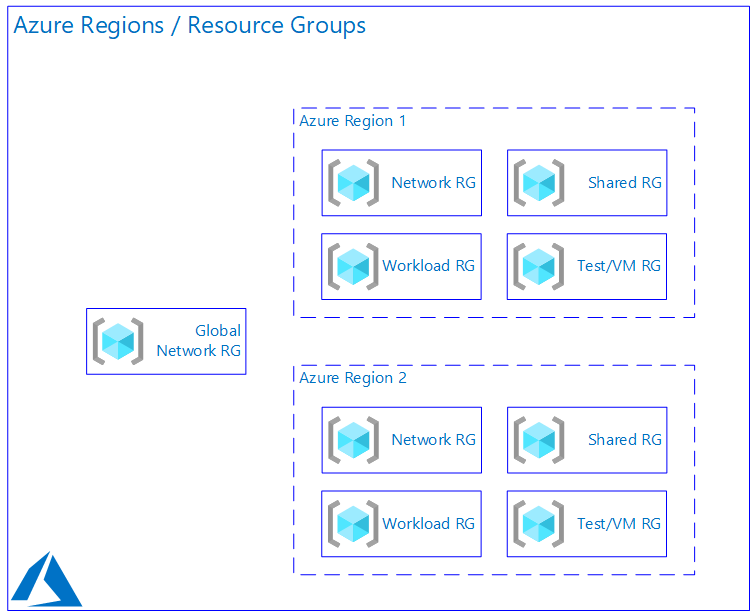 Azure Regions / Resource Groups
Azure Region 1
Network RG
Shared RG
Workload RG
Test/VM RG
Global
Network RG
Azure Region 2
Network RG
Shared RG
Workload RG
Test/VM RG